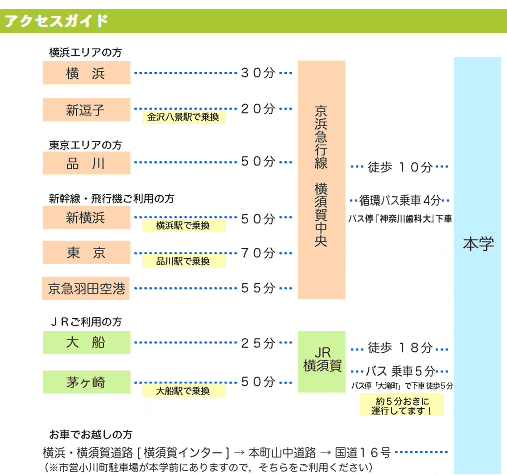 アクセスガイド
横浜エリアの方
横 浜 30分
新逗子 20分
金沢八景駅で乗換
東京エリアの方
品 川 50分
新幹線・飛行機ご利用の方
新横浜 50分
横浜駅で乗換
東 京 70分
品川駅で乗換
京急羽田空港 55分
京浜急行線 横須賀中央
徒歩 10分
循環バス乗車 4分
バス停「神奈川歯科大」下車
本学
JRご利用の方
大 船 25分
茅ヶ崎 50分
大船駅で乗換
JR
横須賀
徒歩 18分
バス 乗車5分
バス停「大滝町」で下車 徒歩5分
約5分おきに
運行してます!
お車でお越しの方
横浜・横須賀道路 [ 横須賀インター ] → 本町山中道路 → 国道16号
(※市営小川町駐車場が本学前にありますので,そちらをご利用ください)